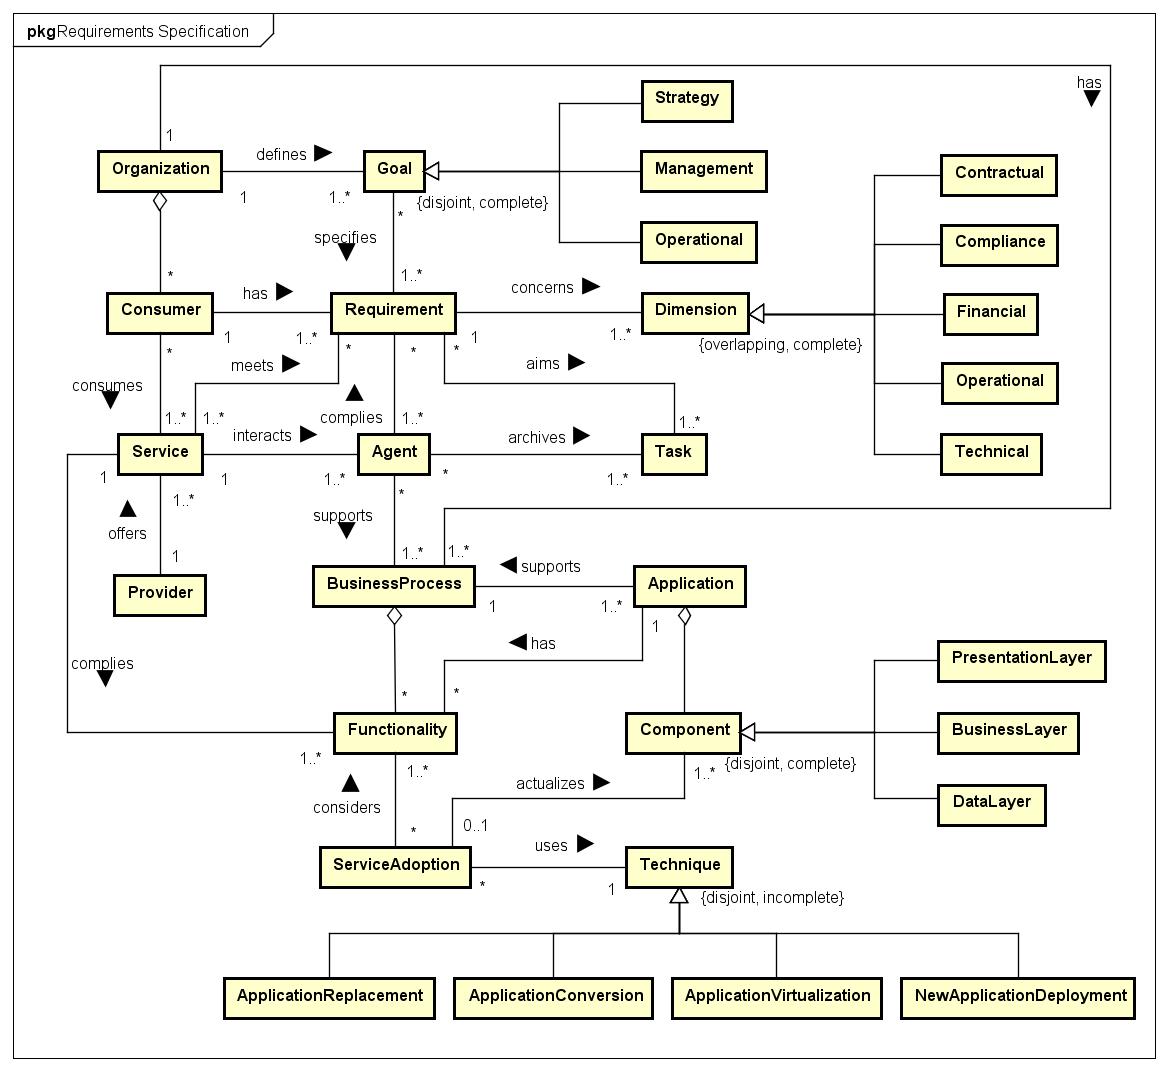 pkg Requirements Specification
has
Strategy
1
defines
Organization
Goal
Management
Contractual
1
1..*
{disjoint, complete}
*
specifies
Operational
Compliance
*
1..*
has
concerns
Consumer
Requirement
Dimension
Financial
1
1..*
1
1..*
{overlapping, complete}
*
*
*
*
meets
aims
consumes
Operational
1..*
1..*
complies
1..*
1..*
interacts
archives
Service
Agent
Task
Technical
1
1
1..*
*
1..*
1..*
*
offers
supports
1
1..*
1..*
supports
Provider
BusinessProcess
Application
1
1..*
1
has
complies
PresentationLayer
*
*
Functionality
Component
BusinessLayer
1..*
1..*
1..*
{disjoint, complete}
considers
actualizes
DataLayer
*
0..1
uses
ServiceAdoption
Technique
*
1
{disjoint, incomplete}
ApplicationReplacement
ApplicationConversion
ApplicationVirtualization
NewApplicationDeployment